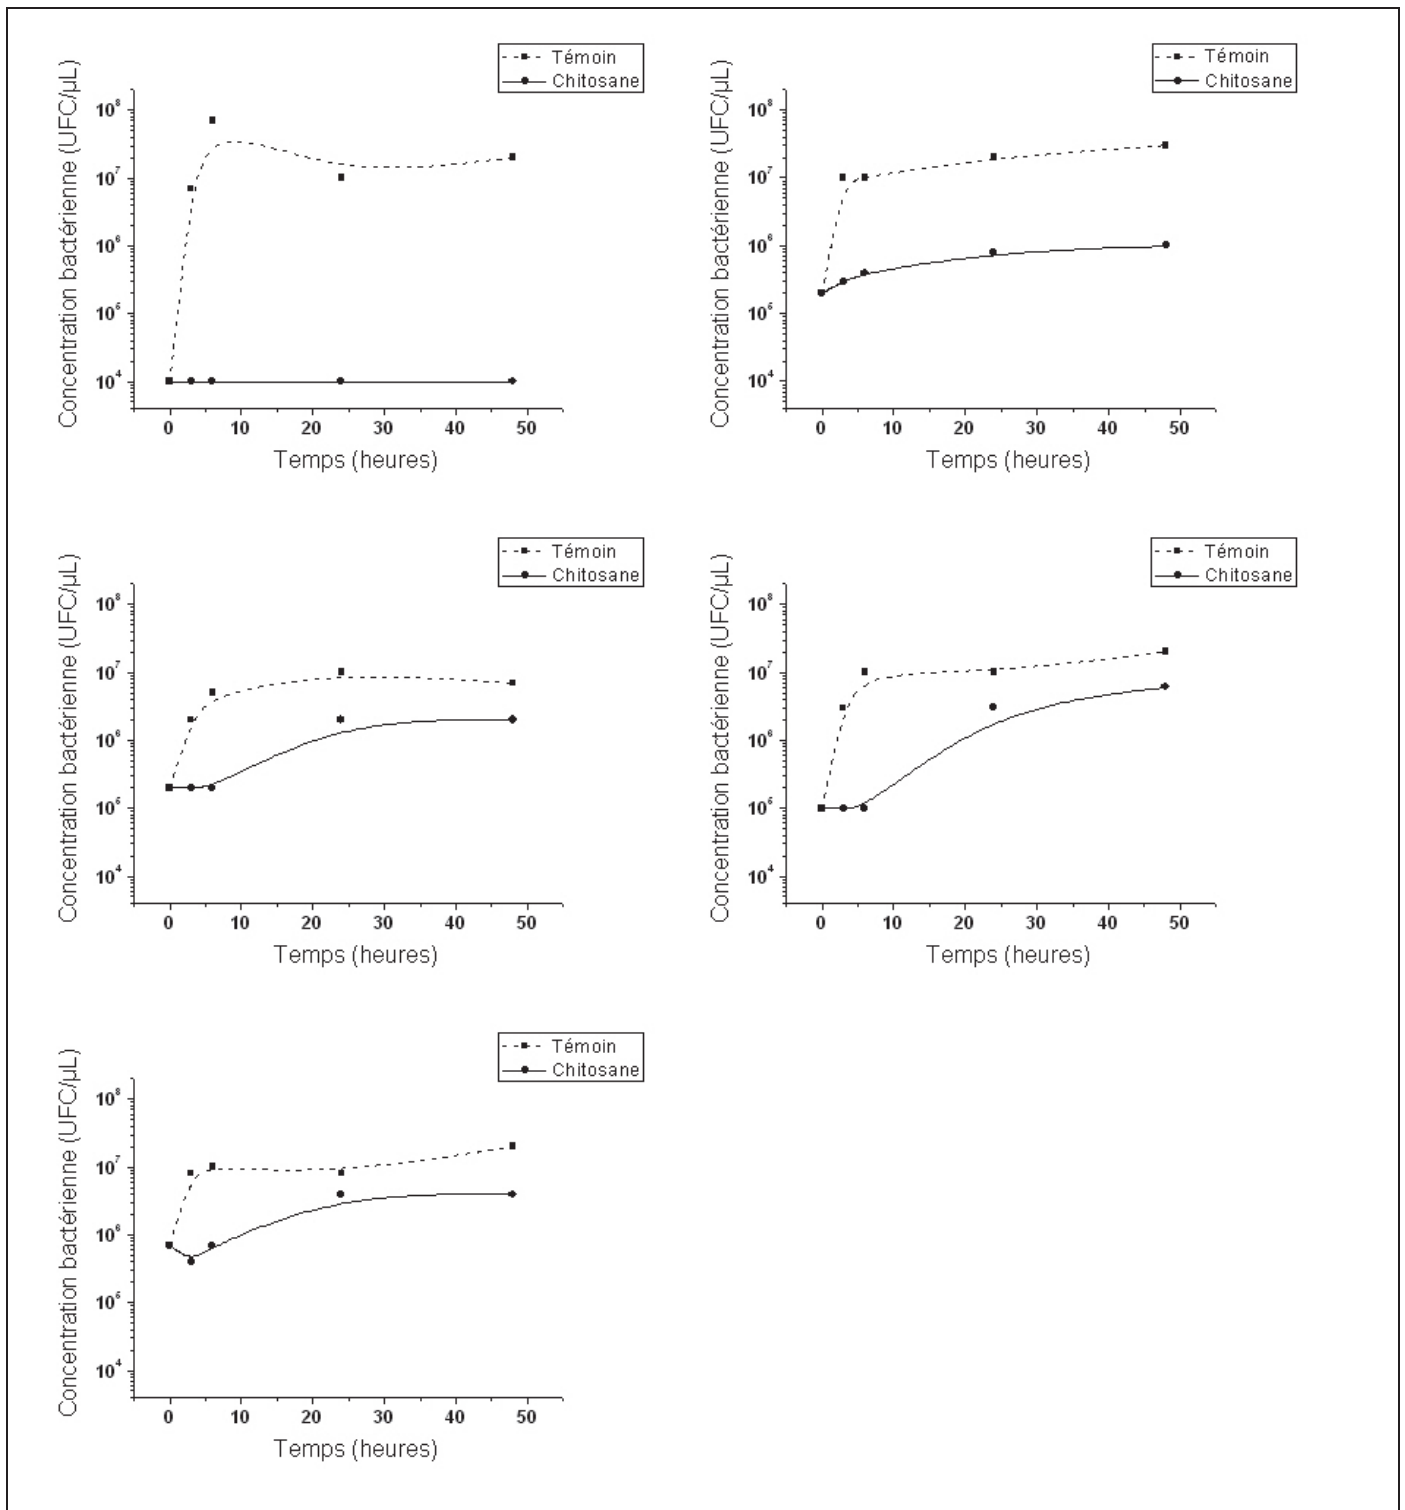 Témoin
Chitosane
Concentration bactérienne (UFC/µL)
10⁸
10⁷
10⁶
10⁵
10⁴
0 10 20 30 40 50
Temps (heures)
Témoin
Chitosane
Concentration bactérienne (UFC/µL)
10⁸
10⁷
10⁶
10⁵
10⁴
0 10 20 30 40 50
Temps (heures)
Témoin
Chitosane
Concentration bactérienne (UFC/µL)
10⁸
10⁷
10⁶
10⁵
10⁴
0 10 20 30 40 50
Temps (heures)
Témoin
Chitosane
Concentration bactérienne (UFC/µL)
10⁸
10⁷
10⁶
10⁵
10⁴
0 10 20 30 40 50
Temps (heures)
Témoin
Chitosane
Concentration bactérienne (UFC/µL)
10⁸
10⁷
10⁶
10⁵
10⁴
0 10 20 30 40 50
Temps (heures)